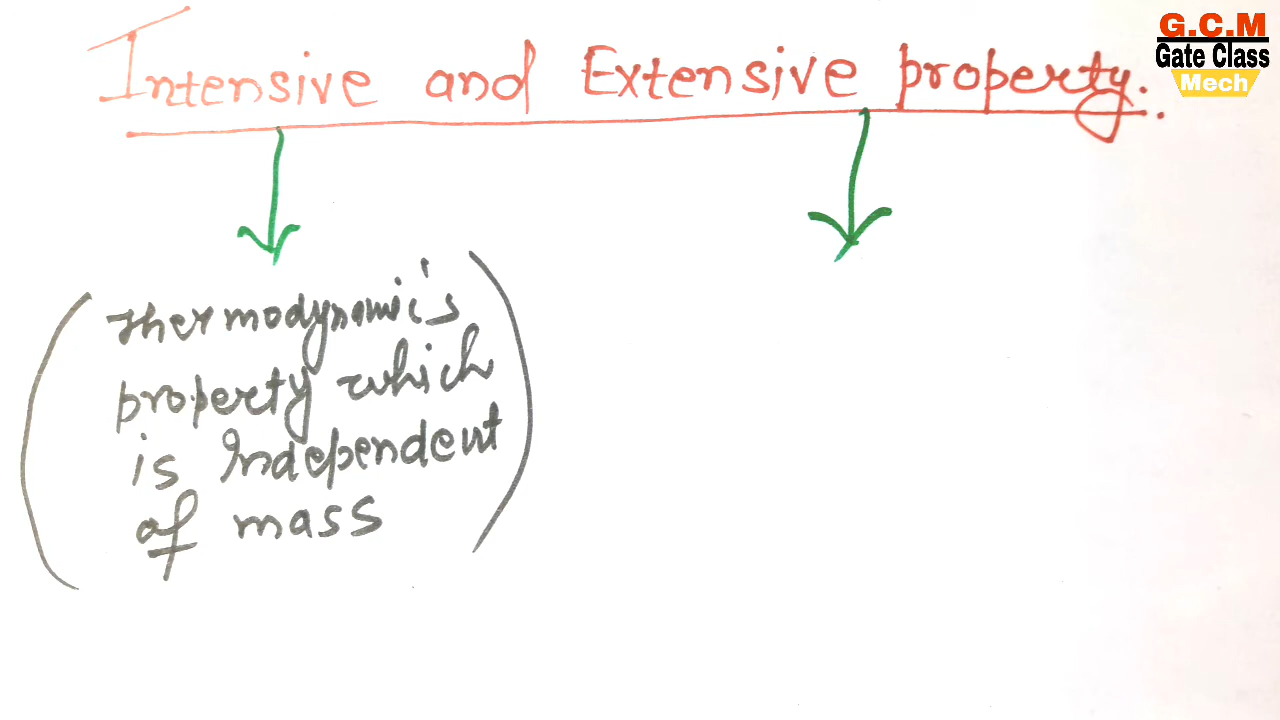 Intensive and Extensive property.
G.C.M
Gate Class
Mech
thermodynamic's
property which
is independent
of mass